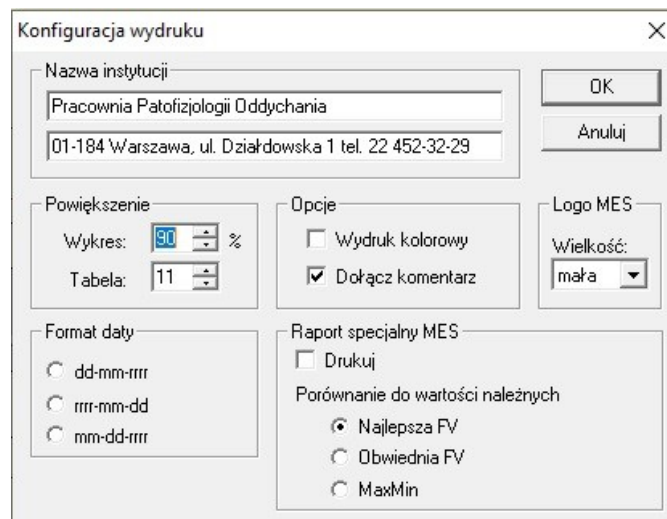 Konfiguracja wydruku
Nazwa instytucji
Pracownia Patofizjologii Oddychania
01-184 Warszawa, ul. Działdowska 1 tel. 22 452-32-29
OK
Anuluj
Powiększenie
Wykres: 90 %
Tabela: 11
Opcje
Wydruk kolorowy
Dołącz komentarz
Logo MES
Wielkość:
mała
Format daty
dd-mm-rrrr
rrrr-mm-dd
mm-dd-rrrr
Raport specjalny MES
Drukuj
Porównanie do wartości należnych
Najlepsza FV
Obwiednia FV
MaxMin